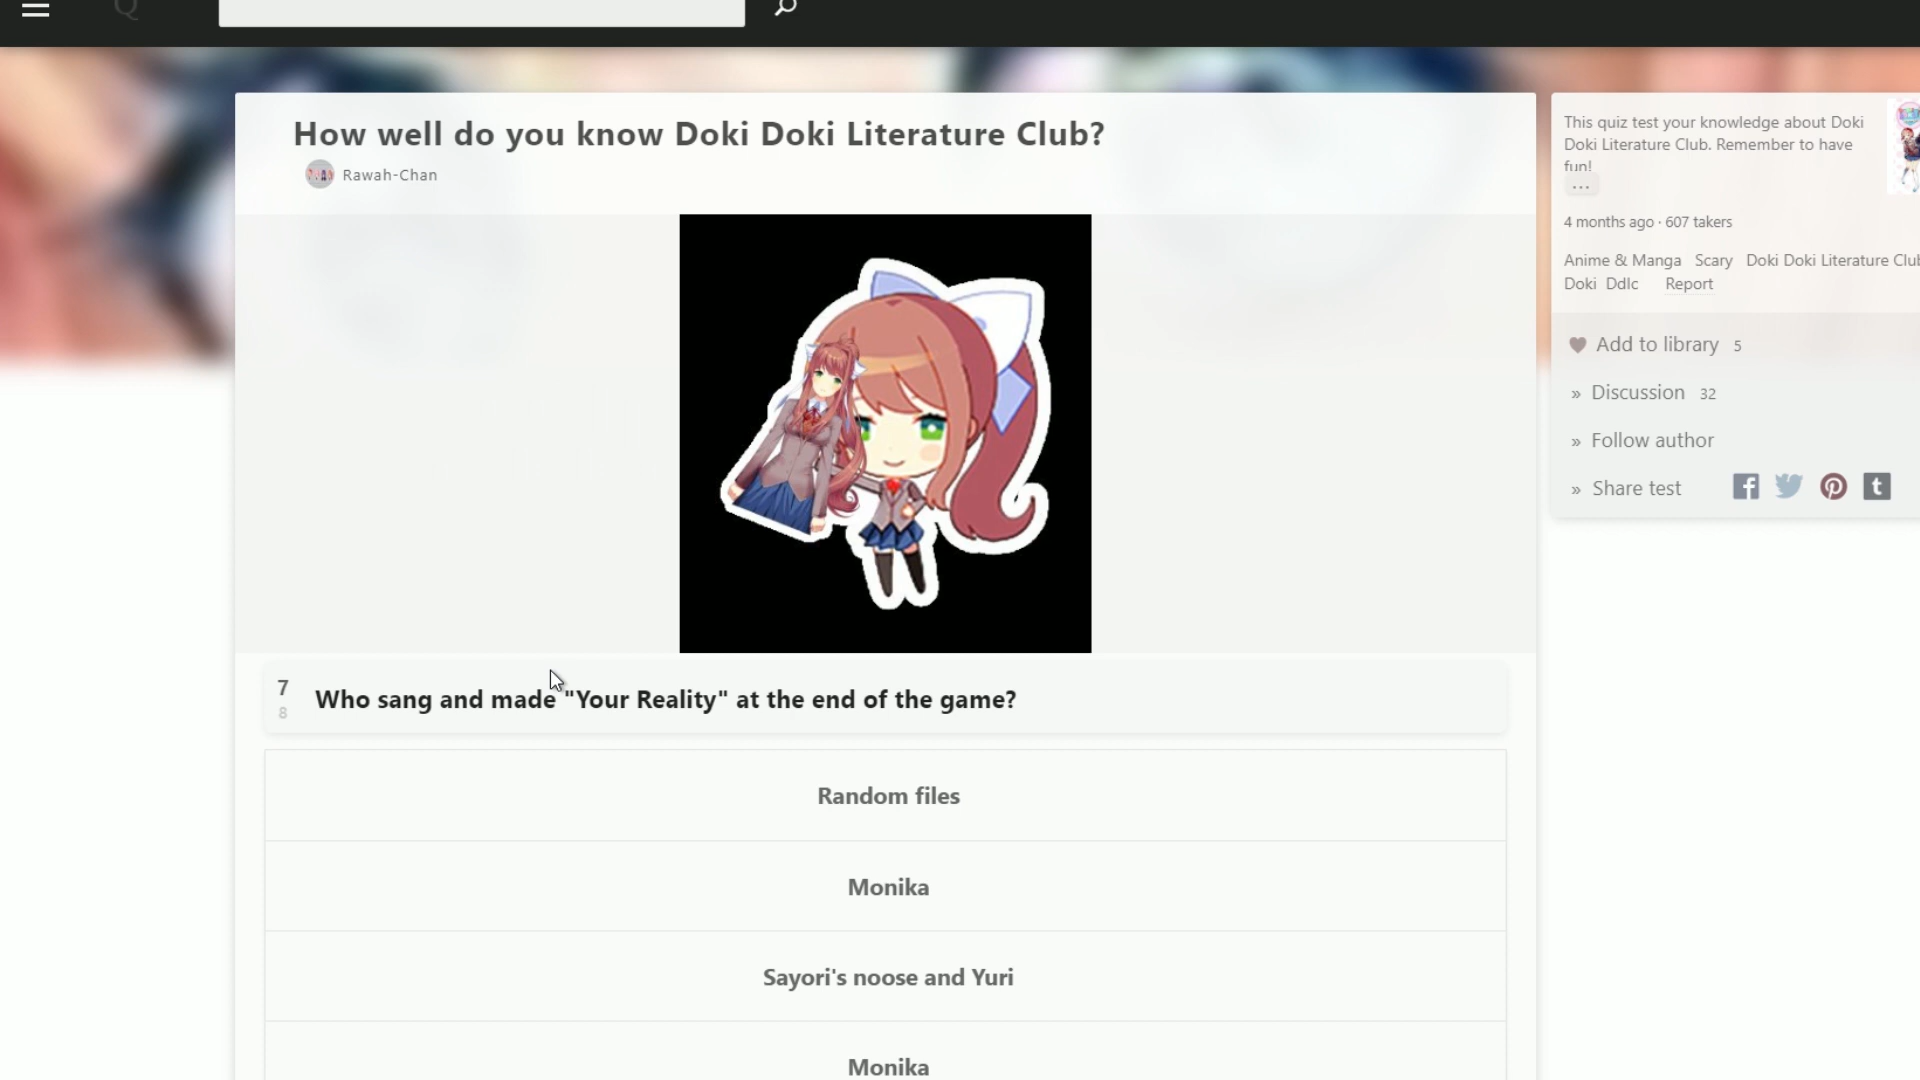 How well do you know Doki Doki Literature Club?
Rawah-Chan
7
8
Who sang and made "Your Reality" at the end of the game?
Random files
Monika
Sayori's noose and Yuri
Monika
This quiz test your knowledge about Doki
Doki Literature Club. Remember to have
fun!
...
4 months ago · 607 takers
Anime & Manga Scary Doki Doki Literature Club
Doki Ddlc Report
Add to library 5
» Discussion 32
» Follow author
» Share test